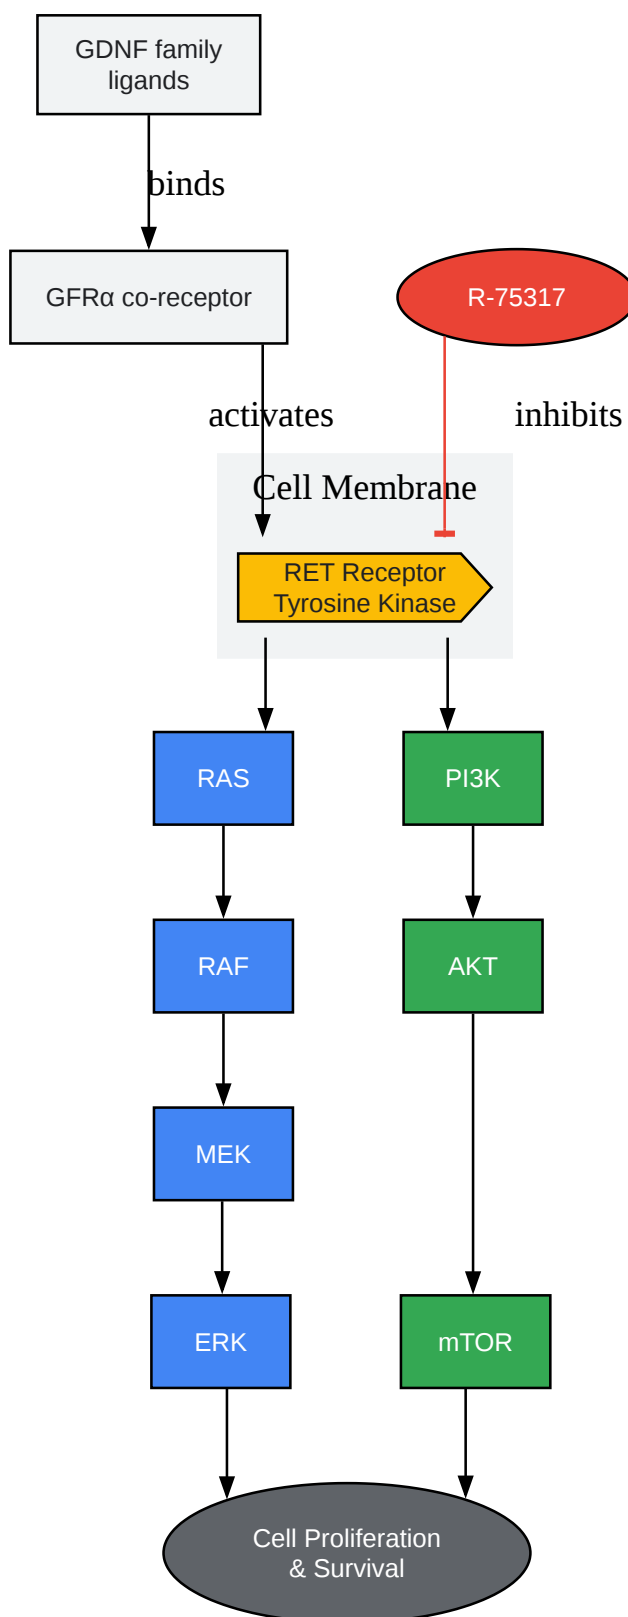 GDNF family
ligands
binds
GFRα co-receptor
R-75317
activates
inhibits
Cell Membrane
RET Receptor
Tyrosine Kinase
RAS
PI3K
RAF
AKT
MEK
ERK
mTOR
Cell Proliferation
& Survival